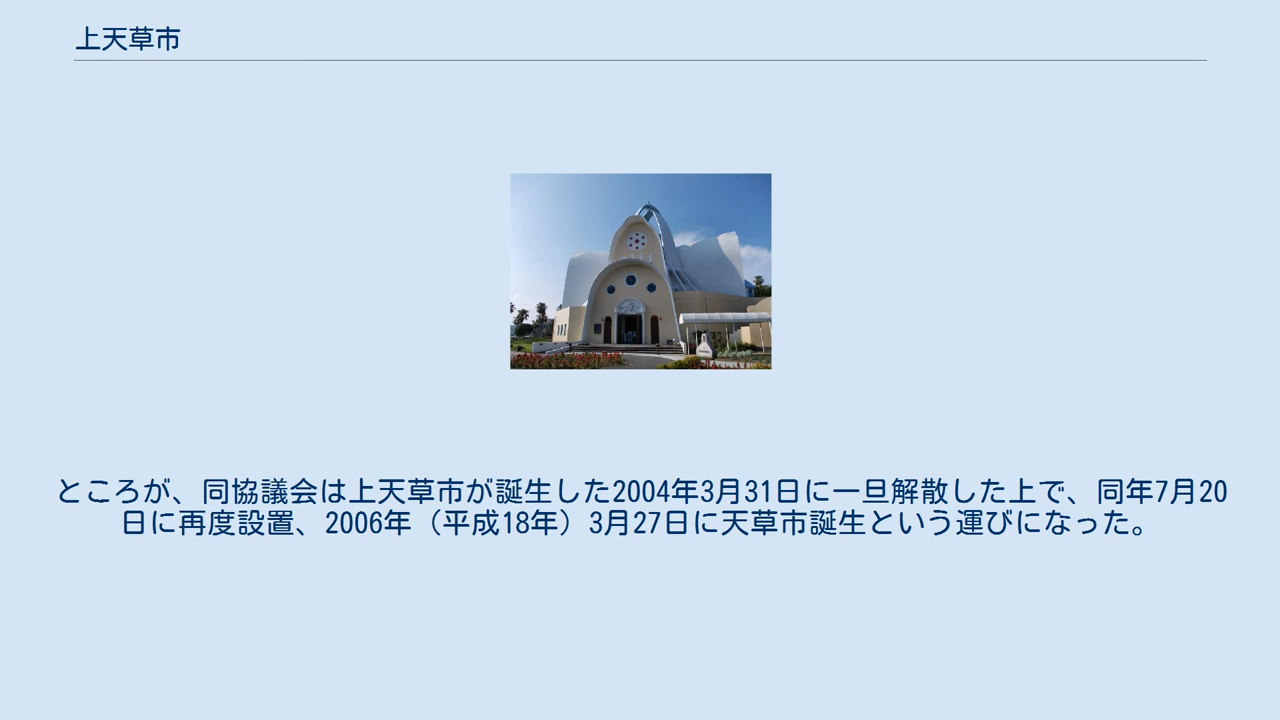 上天草市
ところが、同協議会は上天草市が誕生した2004年3月31日に一旦解散した上で、同年7月20
日に再度設置、2006年（平成18年）3月27日に天草市誕生という運びになった。